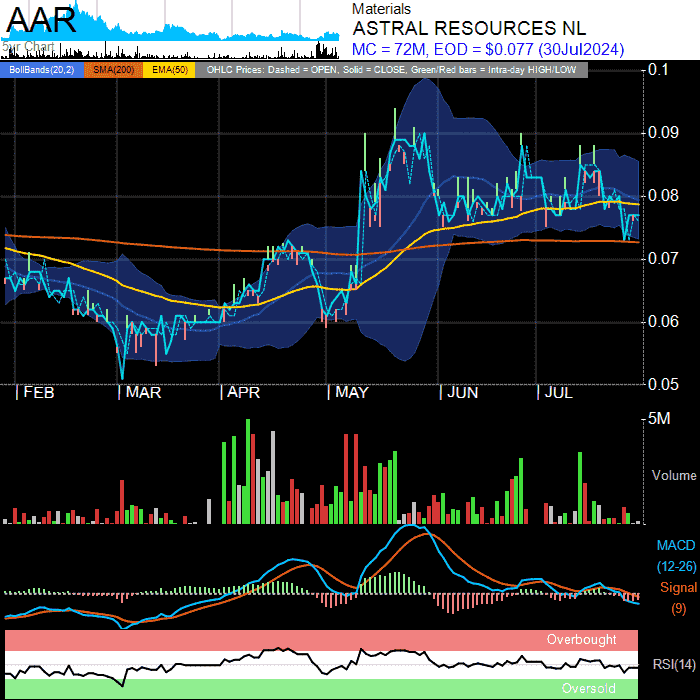 AAR
5yr Chart
Materials
ASTRAL RESOURCES NL
MC = 72M, EOD = $0.077 (30Jul2024)
BollBands(20,2) SMA(200) EMA(50) OHLC Prices: Dashed = OPEN, Solid = CLOSE, Green/Red bars = Intra-day HIGH/LOW
0.1
0.09
0.08
0.07
0.06
0.05
| FEB | MAR | APR | MAY | JUN | JUL
5M
Volume
MACD
(12-26)
Signal
(9)
Overbought
RSI(14)
Oversold